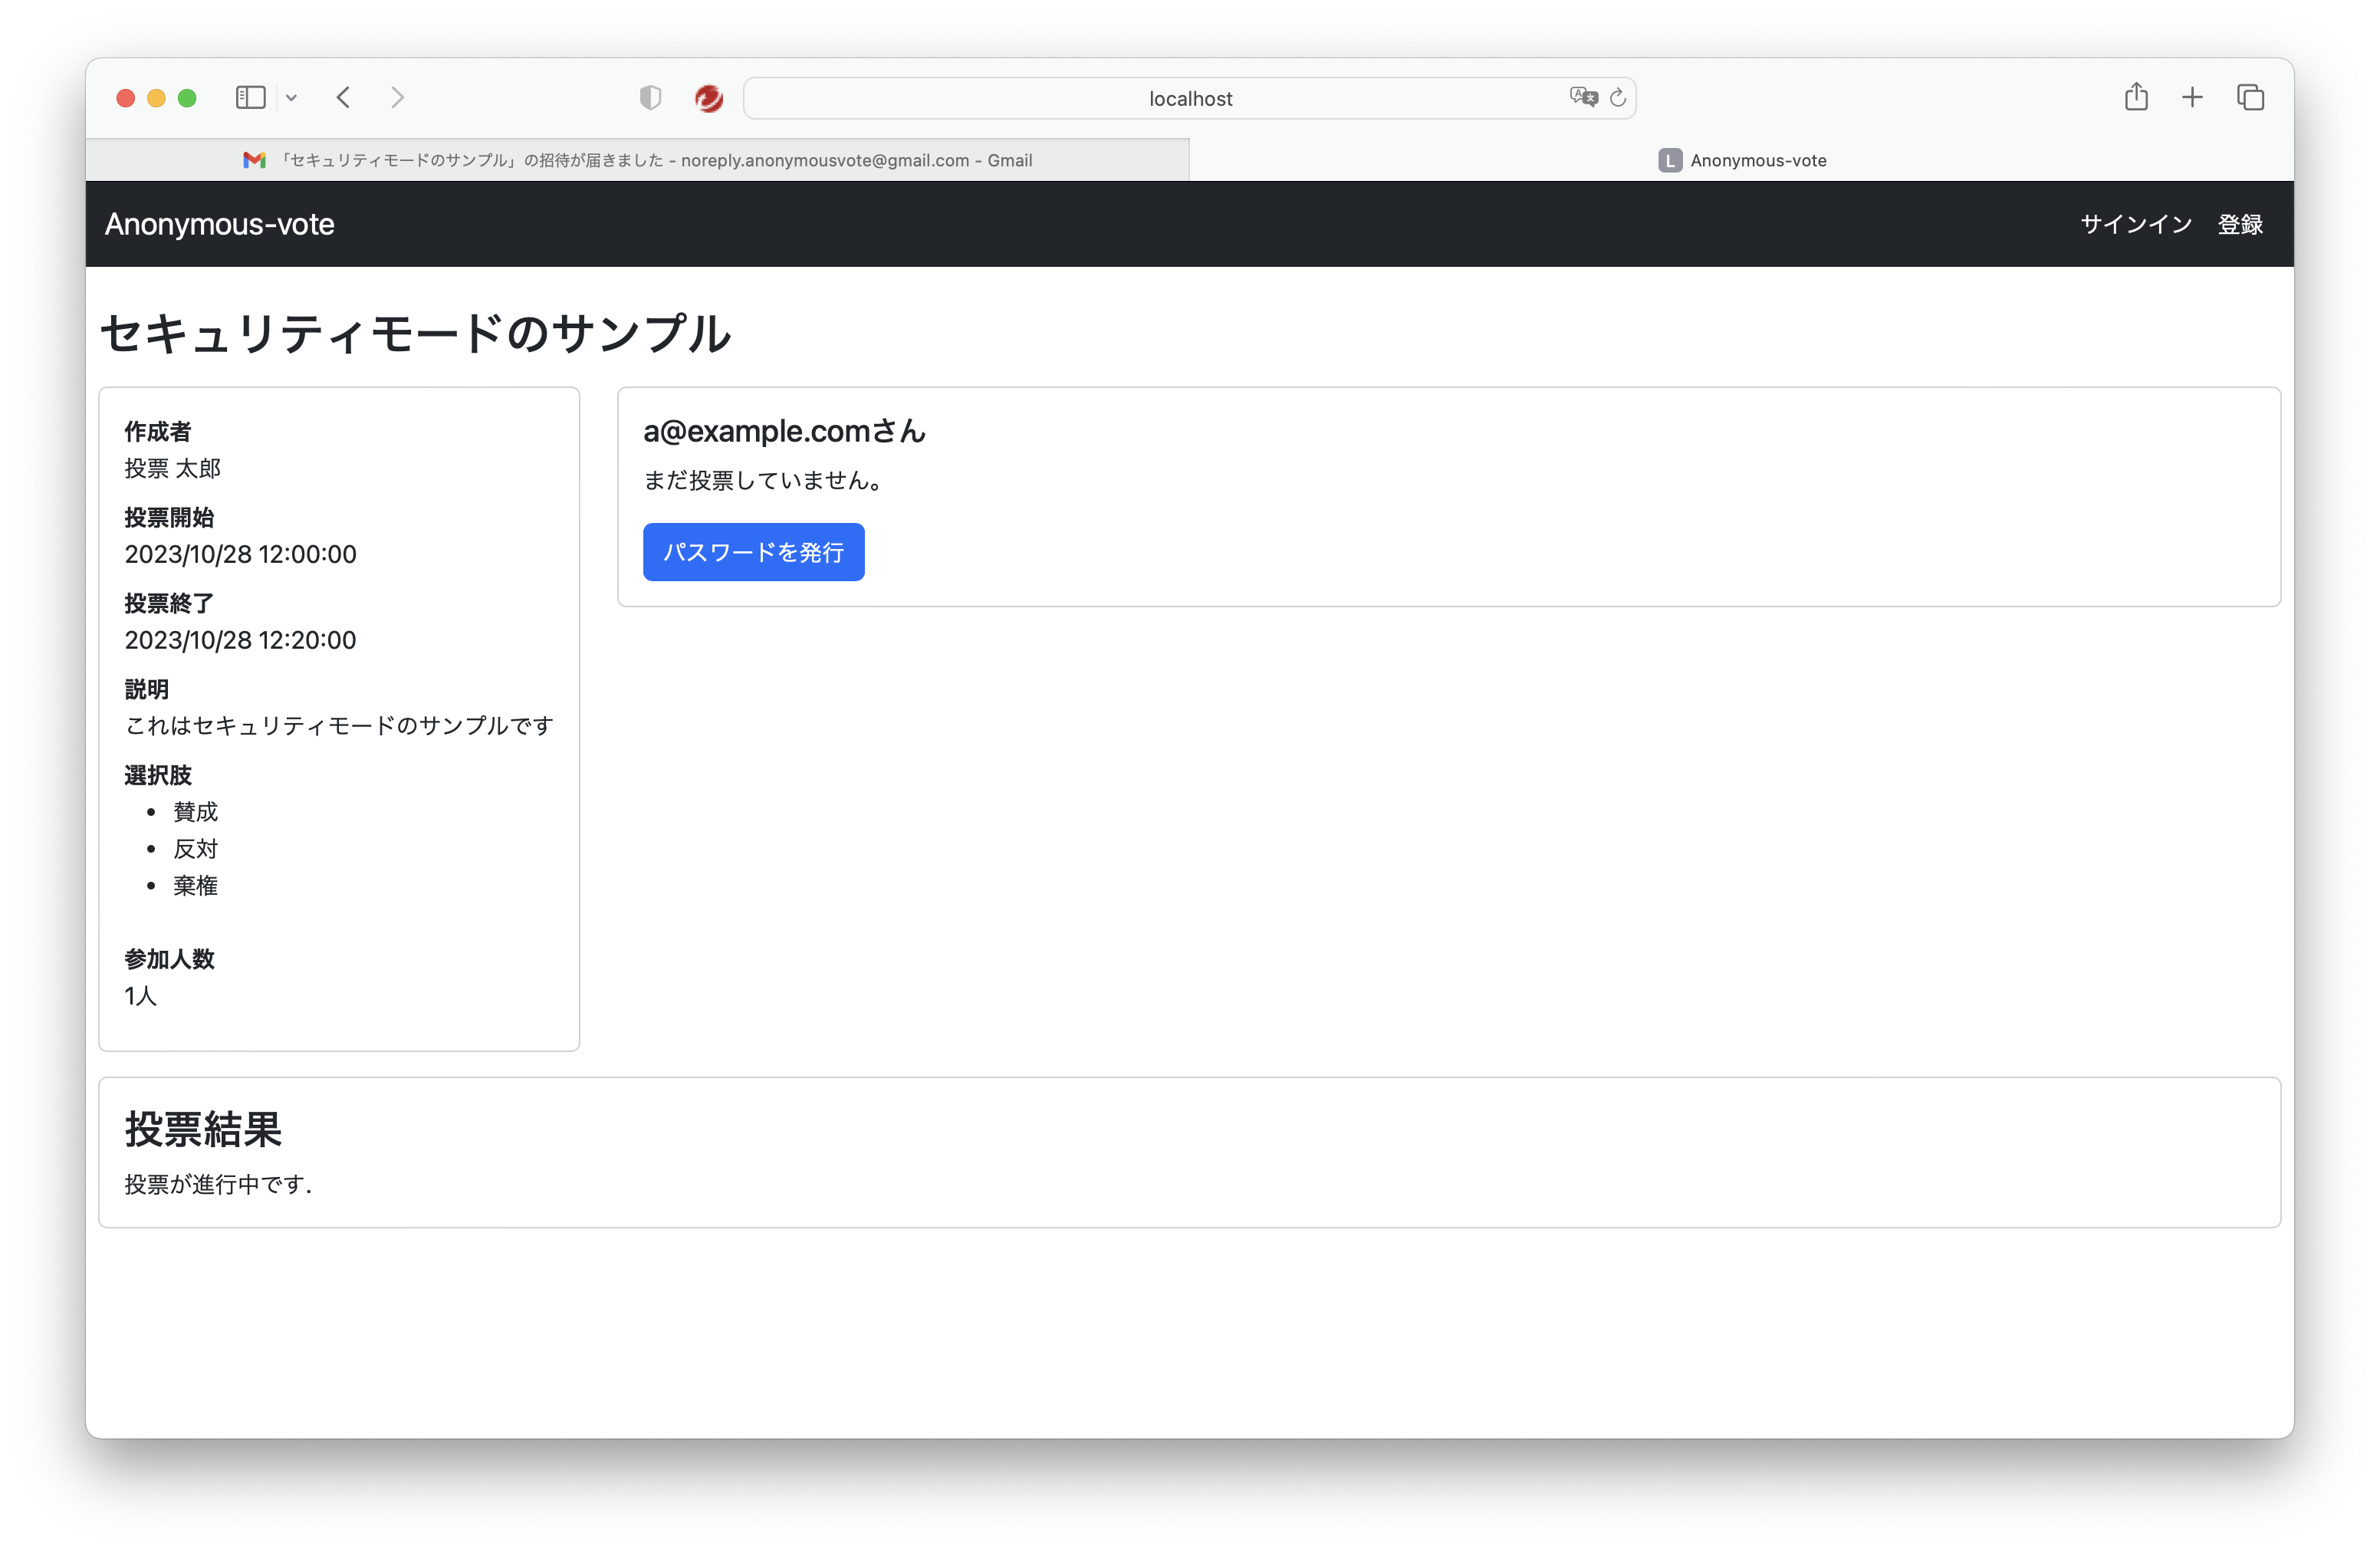 localhost
「セキュリティモードのサンプル」の招待が届きました - noreply.anonymousvote@gmail.com - Gmail
L Anonymous-vote
Anonymous-vote
サインイン 登録
セキュリティモードのサンプル
作成者
投票 太郎
投票開始
2023/10/28 12:00:00
投票終了
2023/10/28 12:20:00
説明
これはセキュリティモードのサンプルです
選択肢
• 賛成
• 反対
• 棄権
参加人数
1人
a@example.comさん
まだ投票していません。
パスワードを発行
投票結果
投票が進行中です.